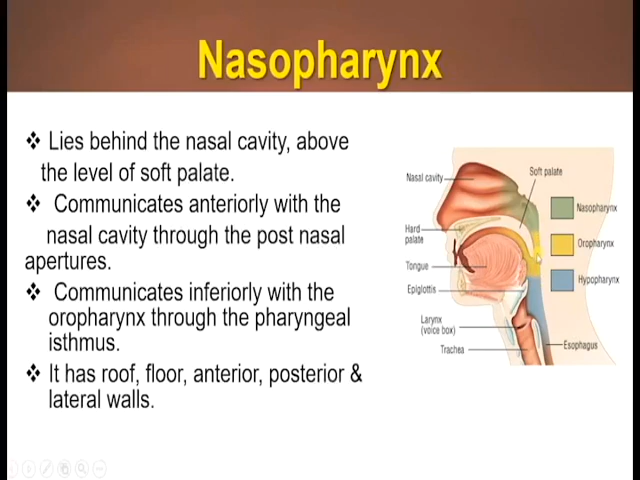 Nasopharynx
❖ Lies behind the nasal cavity, above
the level of soft palate.
❖ Communicates anteriorly with the
nasal cavity through the post nasal
apertures.
❖ Communicates inferiorly with the
oropharynx through the pharyngeal
isthmus.
❖ It has roof, floor, anterior, posterior &
lateral walls.
Nasal cavity
Soft palate
Nasopharynx
Hard
palate
Oropharynx
Tongue
Hypopharynx
Epiglottis
Larynx
(voice box)
Trachea
Esophagus